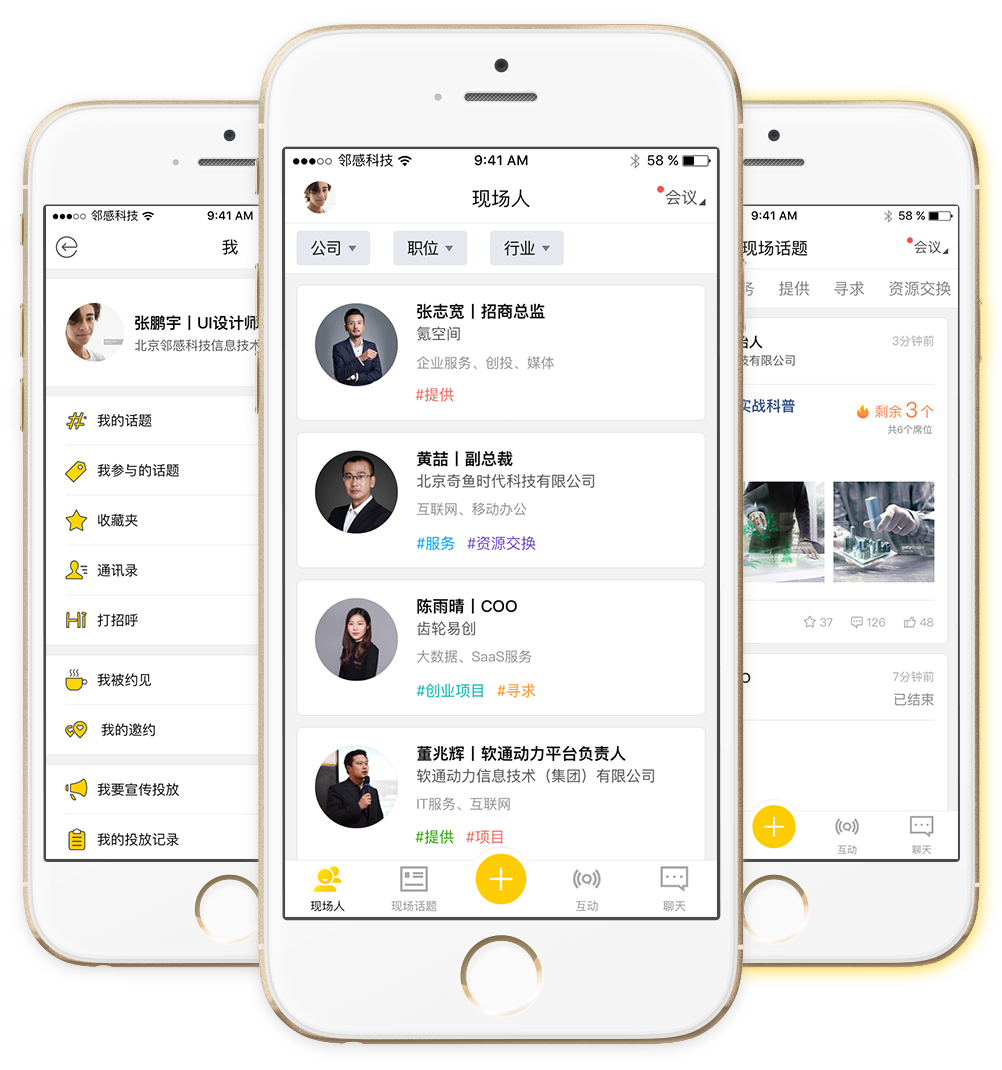 邻感科技
9:41 AM
我
张鹏宇丨UI设计师
北京邻感科技信息技术
我的话题
我参与的话题
收藏夹
通讯录
Hi 打招呼
我被约见
我的邀约
我要宣传投放
我的投放记录
邻感科技
9:41 AM
58 %
现场人
会议
公司
职位
行业
张志宽丨招商总监
氪空间
企业服务、创投、媒体
#提供
黄喆丨副总裁
北京奇鱼时代科技有限公司
互联网、移动办公
#服务 #资源交换
陈雨晴丨COO
齿轮易创
大数据、SaaS服务
#创业项目 #寻求
董兆辉丨软通动力平台负责人
软通动力信息技术（集团）有限公司
IT服务、互联网
#提供 #项目
现场人
现场话题
互动
聊天
9:41 AM
58 %
现场话题
会议
务
提供
寻求
资源交换
始人
3分钟前
技有限公司
实战科普
剩余3个
共6个席位
37
126
48
O
7分钟前
已结束
互动
聊天